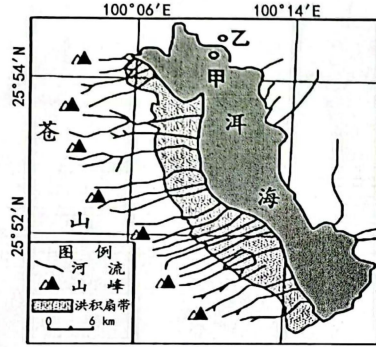 100°06′E 100°14′E
乙
甲
25°54′N
洱
苍
海
25°52′N
山
图 例
河 流
山 峰
洪积扇带
0 6 km